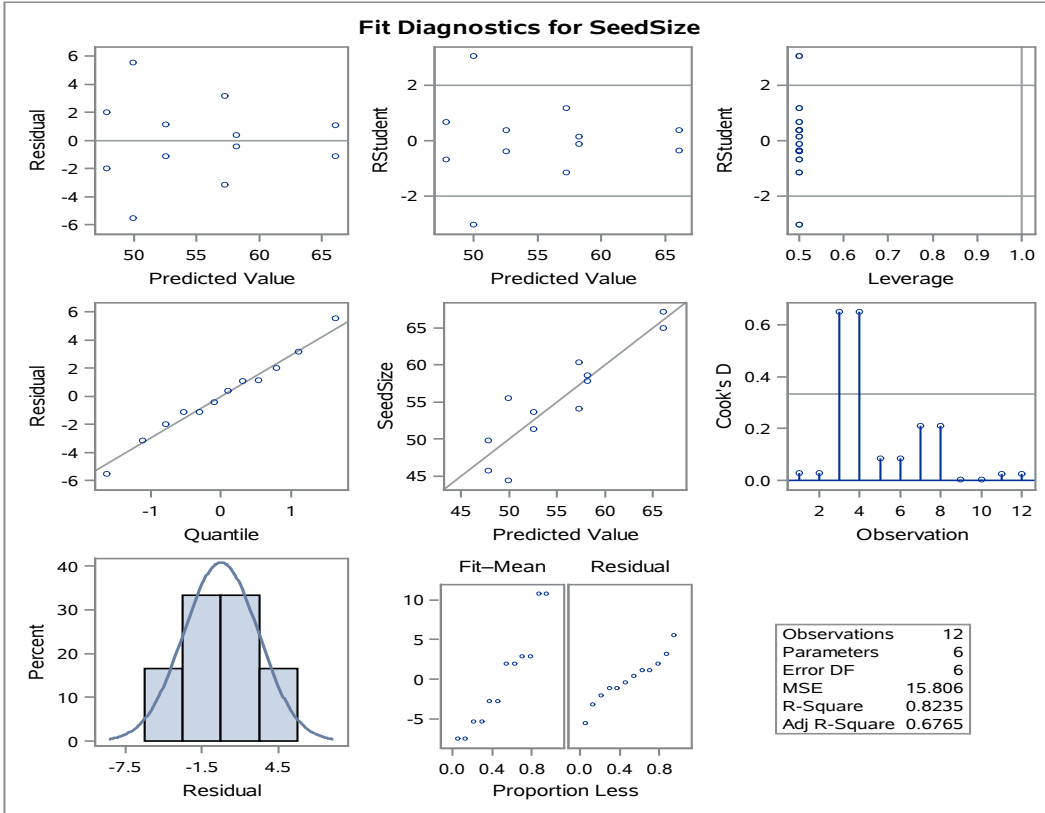 Fit Diagnostics for SeedSize
6
4
2
0
-2
-4
-6
Residual
50 55 60 65
Predicted Value
2
0
-2
RStudent
50 55 60 65
Predicted Value
2
0
-2
RStudent
0.5 0.6 0.7 0.8 0.9 1.0
Leverage
6
4
2
0
-2
-4
-6
Residual
-1 0 1
Quantile
65
60
55
50
45
SeedSize
45 50 55 60 65
Predicted Value
0.6
0.4
0.2
0.0
Cook's D
2 4 6 8 10 12
Observation
40
30
20
10
0
Percent
-7.5 -1.5 4.5
Residual
Fit–Mean Residual
10
5
0
-5
0.0 0.4 0.8 0.0 0.4 0.8
Proportion Less
Observations 12
Parameters 6
Error DF 6
MSE 15.806
R-Square 0.8235
Adj R-Square 0.6765